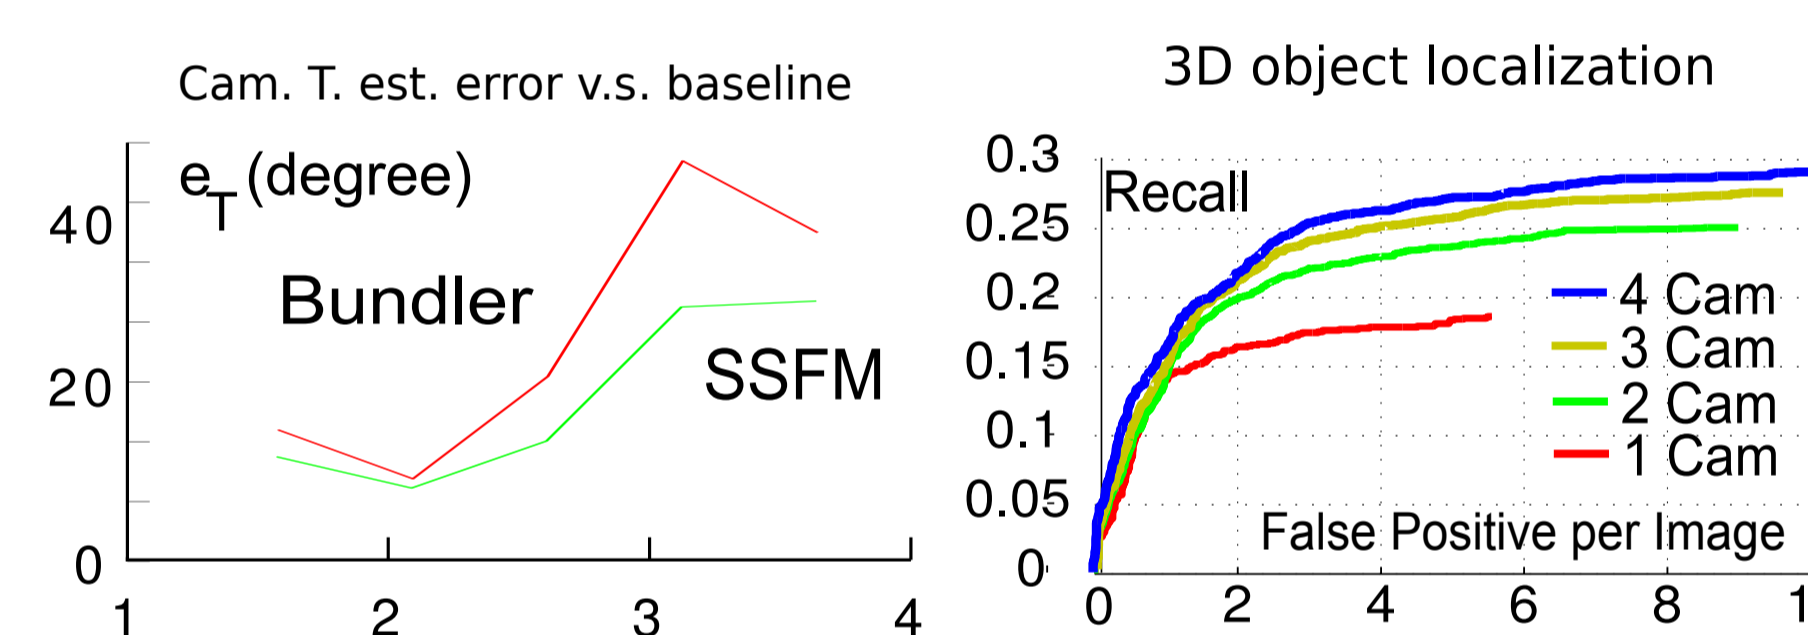 Cam. T. est. error v.s. baseline
e_T (degree)
40
Bundler
SSFM
20
0
1 2 3 4
3D object localization
0.3
Recall
0.25
0.2
4 Cam
3 Cam
0.15
2 Cam
0.1
1 Cam
0.05
False Positive per Image
0
0 2 4 6 8